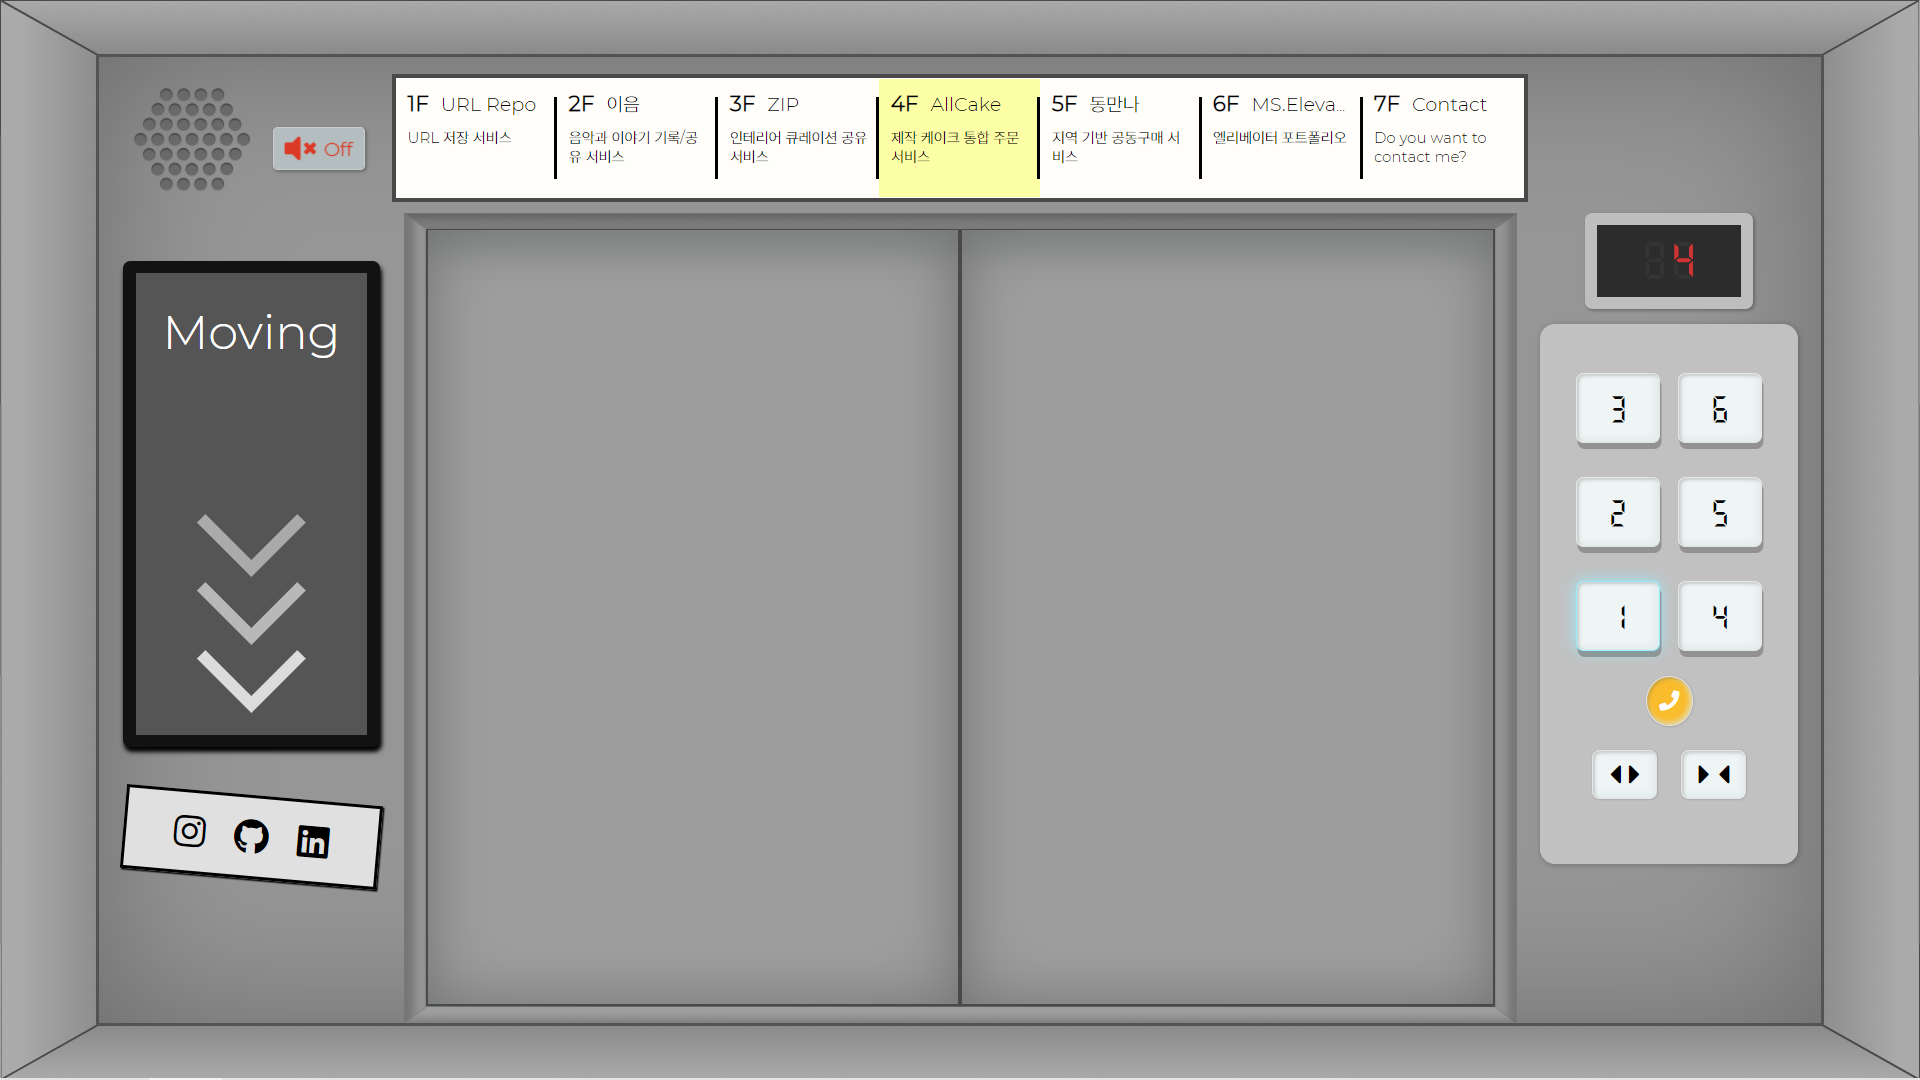 1F URL Repo
URL 저장 서비스
2F 이음
음악과 이야기 기록/공
유 서비스
3F ZIP
인테리어 큐레이션 공유
서비스
4F AllCake
제작 케이크 통합 주문
서비스
5F 동만나
지역 기반 공동구매 서
비스
6F MS.Eleva...
엘리베이터 포트폴리오
7F Contact
Do you want to
contact me?
Off
Moving
4
3 6
2 5
1 4
in